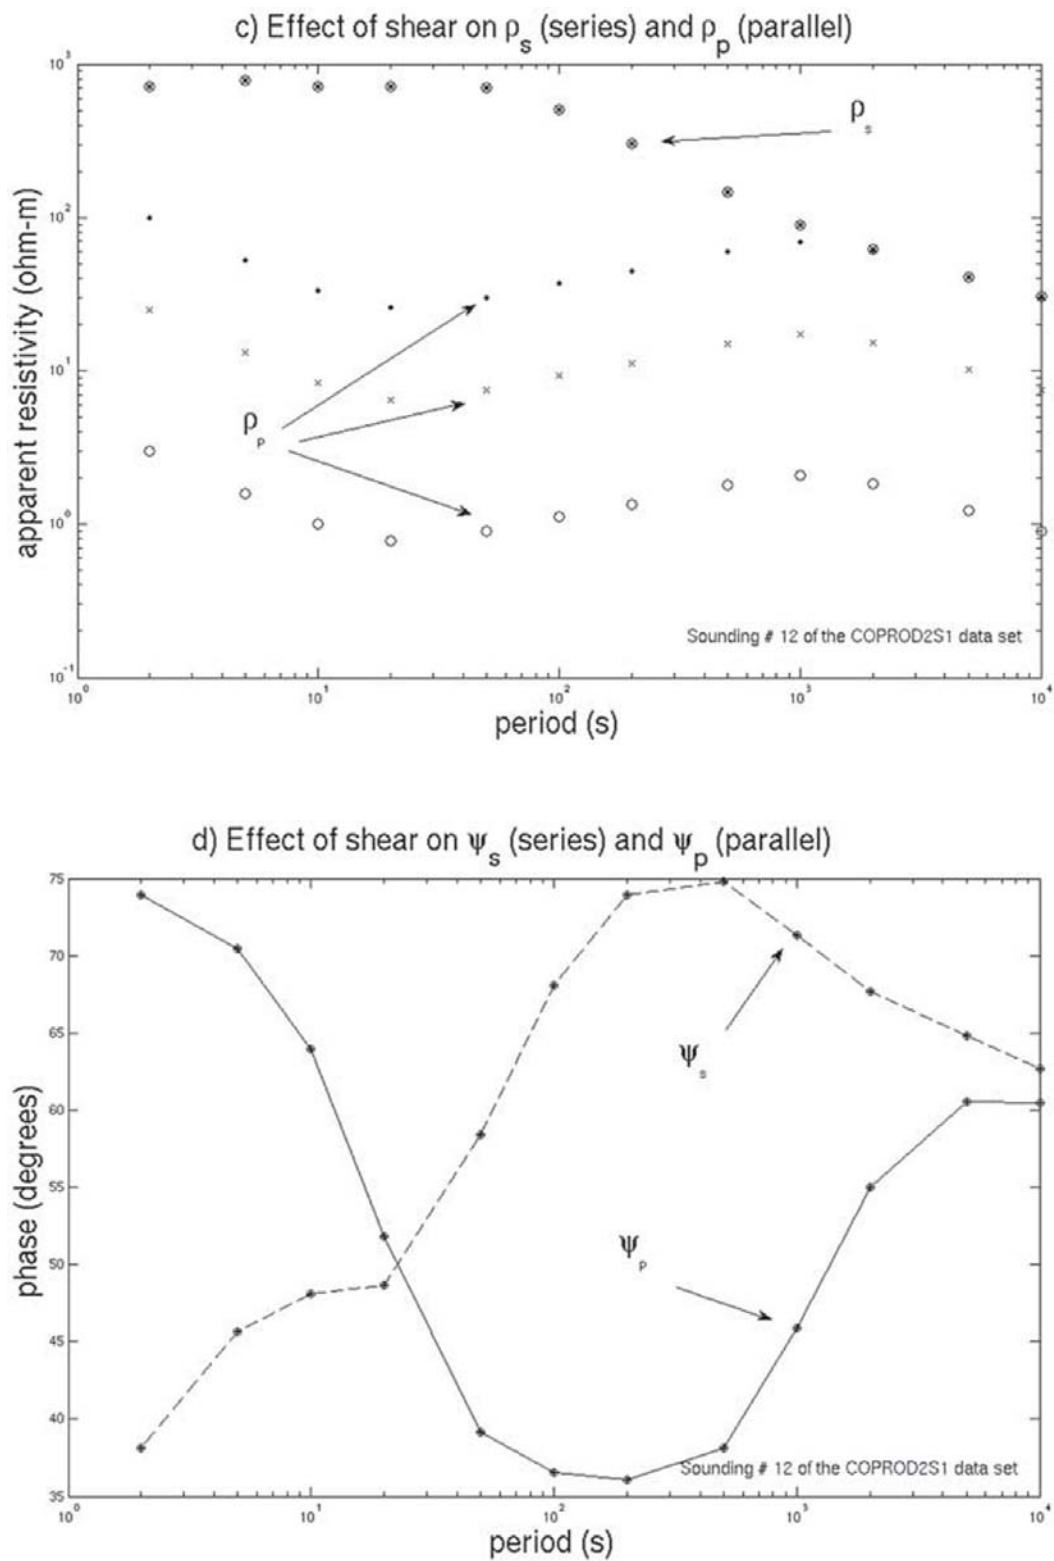 c) Effect of shear on ρs (series) and ρp (parallel)
10³
10²
10¹
10⁰
10⁻¹
apparent resistivity (ohm-m)
ρs
ρp
Sounding # 12 of the COPROD2S1 data set
10⁰ 10¹ 10² 10³ 10⁴
period (s)
d) Effect of shear on ψs (series) and ψp (parallel)
75
70
65
60
55
50
45
40
35
phase (degrees)
ψs
ψp
Sounding # 12 of the COPROD2S1 data set
10⁰ 10¹ 10² 10³ 10⁴
period (s)